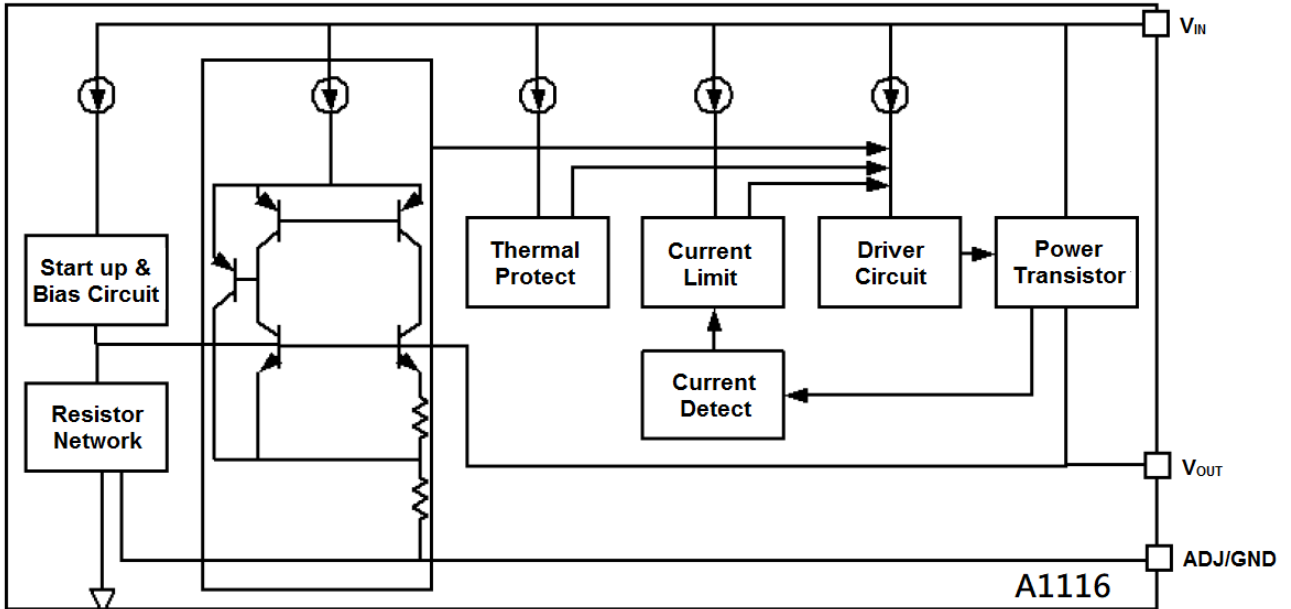 VIN
Start up &
Bias Circuit
Thermal
Protect
Current
Limit
Driver
Circuit
Power
Transistor
Resistor
Network
Current
Detect
VOUT
ADJ/GND
A1116